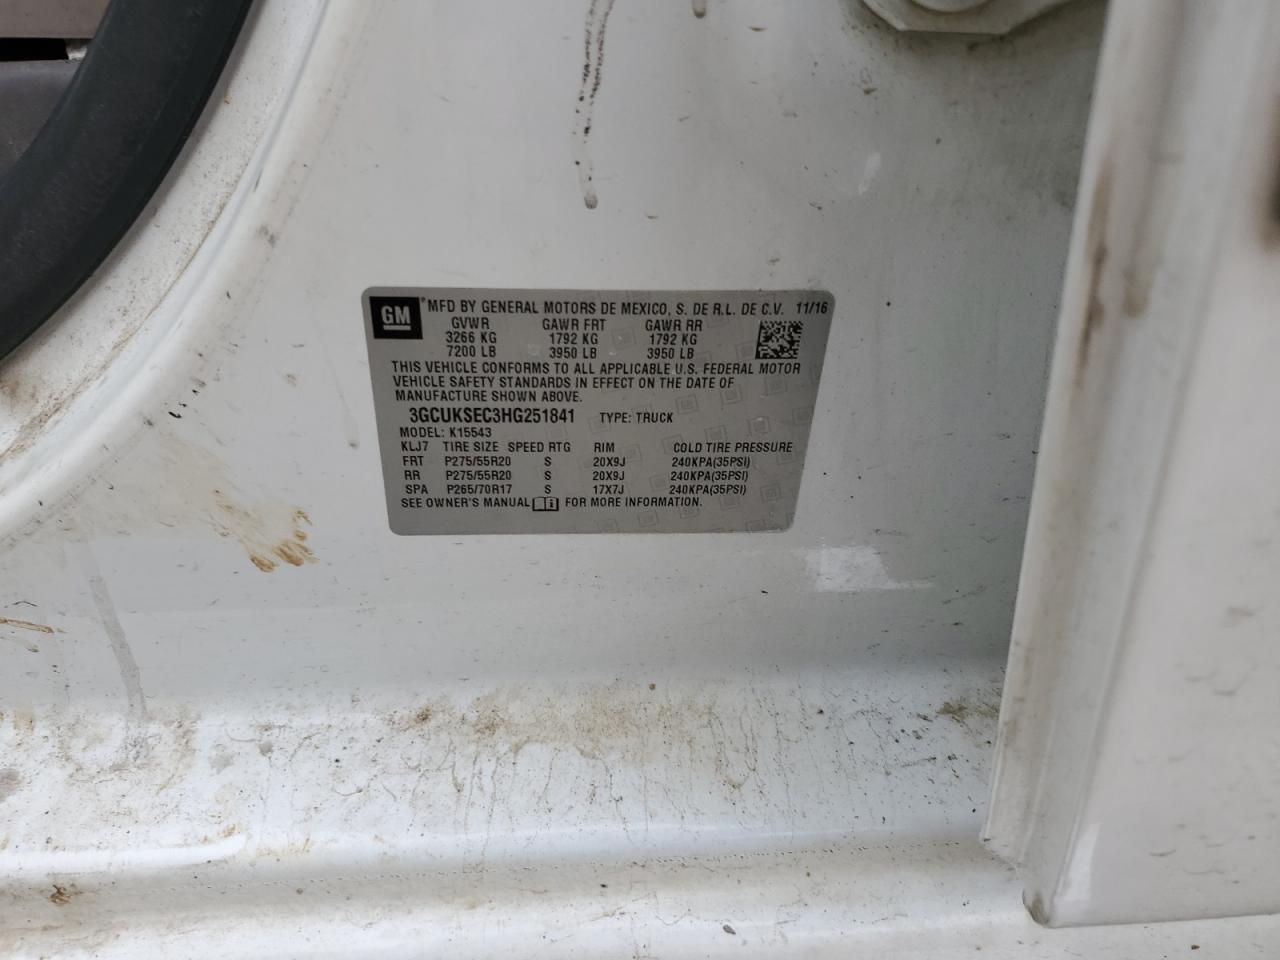 GM MFD BY GENERAL MOTORS DE MEXICO, S. DE R.L. DE C.V. 11/16
GVWR GAWR FRT GAWR RR
3266 KG 1792 KG 1792 KG
7200 LB 3950 LB 3950 LB
THIS VEHICLE CONFORMS TO ALL APPLICABLE U.S. FEDERAL MOTOR
VEHICLE SAFETY STANDARDS IN EFFECT ON THE DATE OF
MANUFACTURE SHOWN ABOVE.
3GCUKSEC3HG251841 TYPE: TRUCK
MODEL: K15543
KLJ7 TIRE SIZE SPEED RTG RIM COLD TIRE PRESSURE
FRT P275/55R20 S 20X9J 240KPA(35PSI)
RR P275/55R20 S 20X9J 240KPA(35PSI)
SPA P265/70R17 S 17X7J 240KPA(35PSI)
SEE OWNER'S MANUAL i FOR MORE INFORMATION.